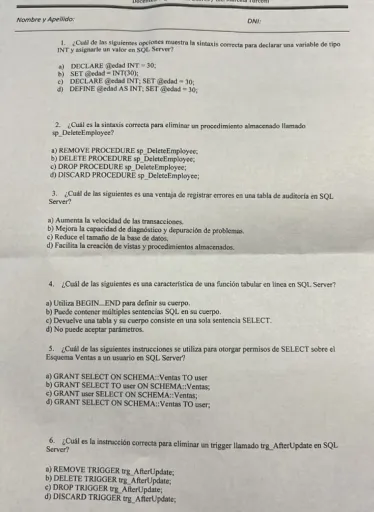 Nombre y Apellido: DNI:
1. ¿Cuál de las siguientes opciones muestra la sintaxis correcta para declarar una variable de tipo
INT y asignarle un valor en SQL Server?
a) DECLARE @edad INT = 30;
b) SET @edad = INT(30);
c) DECLARE @edad INT; SET @edad = 30;
d) DEFINE @edad AS INT; SET @edad = 30;
2. ¿Cuál es la sintaxis correcta para eliminar un procedimiento almacenado llamado
sp_DeleteEmployee?
a) REMOVE PROCEDURE sp_DeleteEmployee;
b) DELETE PROCEDURE sp_DeleteEmployee;
c) DROP PROCEDURE sp_DeleteEmployee;
d) DISCARD PROCEDURE sp_DeleteEmployee;
3. ¿Cuál de las siguientes es una ventaja de registrar errores en una tabla de auditoría en SQL
Server?
a) Aumenta la velocidad de las transacciones.
b) Mejora la capacidad de diagnóstico y depuración de problemas.
c) Reduce el tamaño de la base de datos.
d) Facilita la creación de vistas y procedimientos almacenados.
4. ¿Cuál de las siguientes es una característica de una función tabular en línea en SQL Server?
a) Utiliza BEGIN...END para definir su cuerpo.
b) Puede contener múltiples sentencias SQL en su cuerpo.
c) Devuelve una tabla y su cuerpo consiste en una sola sentencia SELECT.
d) No puede aceptar parámetros.
5. ¿Cuál de las siguientes instrucciones se utiliza para otorgar permisos de SELECT sobre el
Esquema Ventas a un usuario en SQL Server?
a) GRANT SELECT ON SCHEMA::Ventas TO user
b) GRANT SELECT TO user ON SCHEMA::Ventas;
c) GRANT user SELECT ON SCHEMA::Ventas;
d) GRANT SELECT ON SCHEMA::Ventas TO user;
6. ¿Cuál es la instrucción correcta para eliminar un trigger llamado trg_AfterUpdate en SQL
Server?
a) REMOVE TRIGGER trg_AfterUpdate;
b) DELETE TRIGGER trg_AfterUpdate;
c) DROP TRIGGER trg_AfterUpdate;
d) DISCARD TRIGGER trg_AfterUpdate;